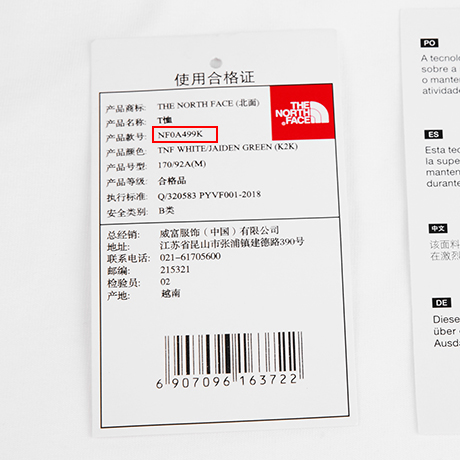 使用合格证
产品商标: THE NORTH FACE (北面)
产品名称: T恤
产品款号: NF0A499K
产品颜色: TNF WHITE/JAIDEN GREEN (K2K)
产品号型: 170/92A(M)
产品等级: 合格品
执行标准: Q/320583 PYVF001-2018
安全类别: B类
THE
NORTH
FACE
总经销: 威富服饰(中国)有限公司
地址: 江苏省昆山市张浦镇建德路390号
联系电话: 021-61705600
邮编: 215321
检验员: 02
产地: 越南
6 907096 163722
PO
A tecnolo
sobre a
o mante
durante
ES
Esta tec
la supe
manten
durante
中文
该面料
在激烈
DE
Diese
über d
Ausda